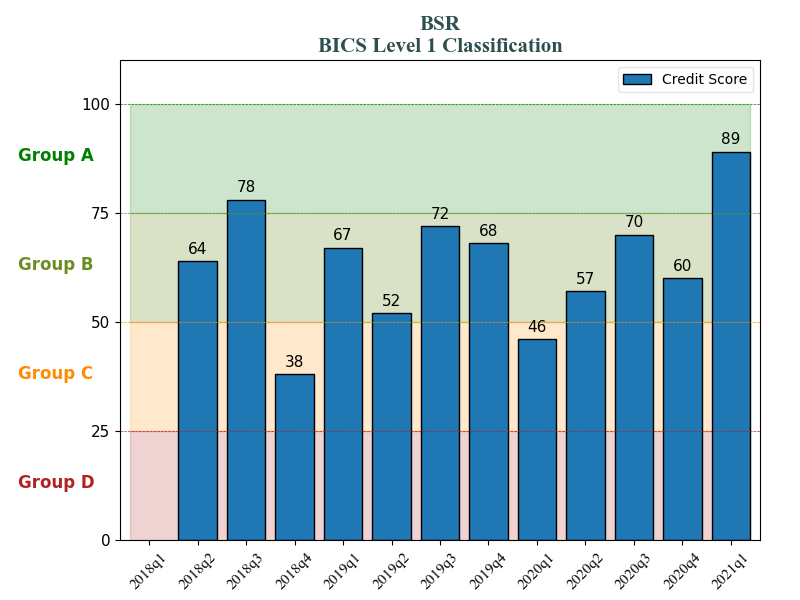 BSR
BICS Level 1 Classification
Credit Score
100
Group A
89
78
75
72
70
68
67
64
Group B
60
57
52
50
46
38
Group C
25
Group D
0
2018q1 2018q2 2018q3 2018q4 2019q1 2019q2 2019q3 2019q4 2020q1 2020q2 2020q3 2020q4 2021q1